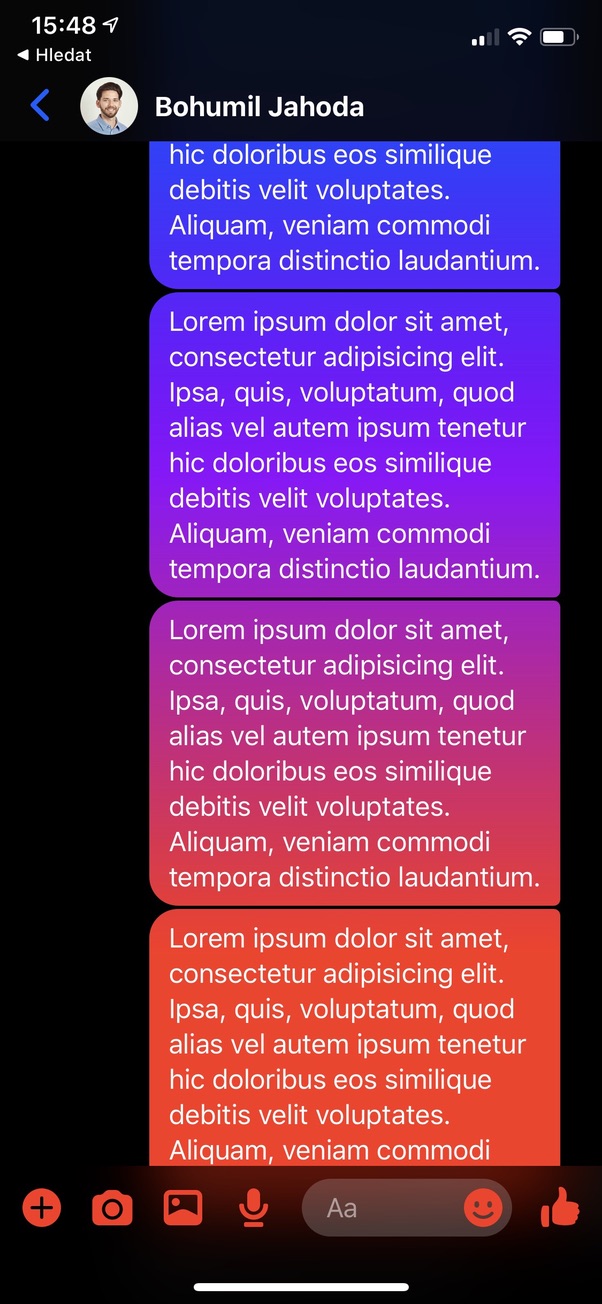 15:48
◀ Hledat
Bohumil Jahoda
hic doloribus eos similique
debitis velit voluptates.
Aliquam, veniam commodi
tempora distinctio laudantium.
Lorem ipsum dolor sit amet,
consectetur adipisicing elit.
Ipsa, quis, voluptatum, quod
alias vel autem ipsum tenetur
hic doloribus eos similique
debitis velit voluptates.
Aliquam, veniam commodi
tempora distinctio laudantium.
Lorem ipsum dolor sit amet,
consectetur adipisicing elit.
Ipsa, quis, voluptatum, quod
alias vel autem ipsum tenetur
hic doloribus eos similique
debitis velit voluptates.
Aliquam, veniam commodi
tempora distinctio laudantium.
Lorem ipsum dolor sit amet,
consectetur adipisicing elit.
Ipsa, quis, voluptatum, quod
alias vel autem ipsum tenetur
hic doloribus eos similique
debitis velit voluptates.
Aliquam, veniam commodi
Aa